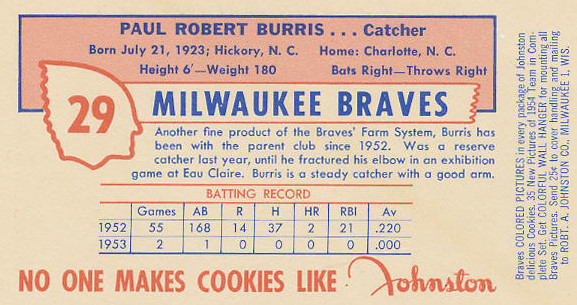 PAUL ROBERT BURRIS . . . Catcher
Born July 21, 1923; Hickory, N. C. Home: Charlotte, N. C.
Height 6'—Weight 180 Bats Right—Throws Right
29
MILWAUKEE BRAVES
Another fine product of the Braves' Farm System, Burris has
been with the parent club since 1952. Was a reserve
catcher last year, until he fractured his elbow in an exhibition
game at Eau Claire. Burris is a steady catcher with a good arm.
BATTING RECORD
Games AB R H HR RBI Av
1952 55 168 14 37 2 21 .220
1953 2 1 0 0 0 0 .000
NO ONE MAKES COOKIES LIKE Johnston
Braves COLORED PICTURES in every package of Johnston
delicious Cookies. 35 New Pictures of 1954 Team in Com-
plete Set. Get COLORFUL WALL HANGER for mounting all
Braves Pictures. Send 25¢ to cover handling and mailing
to ROBT. A. JOHNSTON CO., MILWAUKEE 1, WIS.